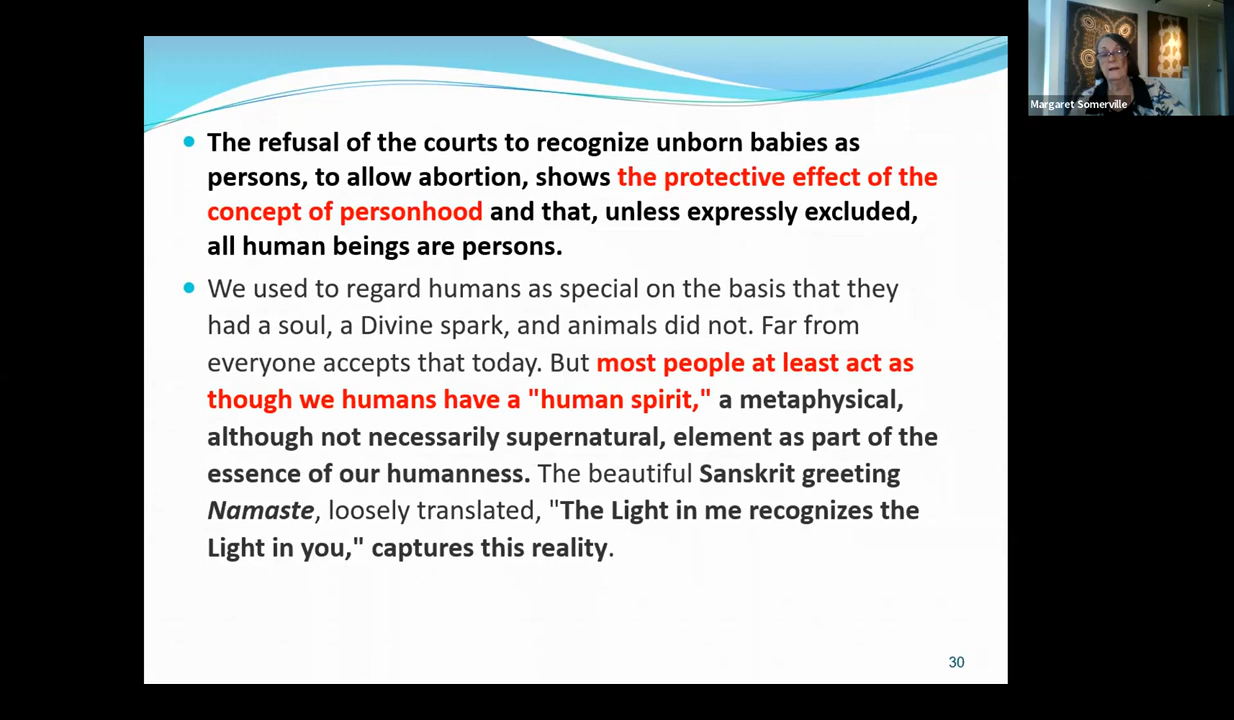 The refusal of the courts to recognize unborn babies as
persons, to allow abortion, shows the protective effect of the
concept of personhood and that, unless expressly excluded,
all human beings are persons.
We used to regard humans as special on the basis that they
had a soul, a Divine spark, and animals did not. Far from
everyone accepts that today. But most people at least act as
though we humans have a "human spirit," a metaphysical,
although not necessarily supernatural, element as part of the
essence of our humanness. The beautiful Sanskrit greeting
Namaste, loosely translated, "The Light in me recognizes the
Light in you," captures this reality.
30
Margaret Somerville